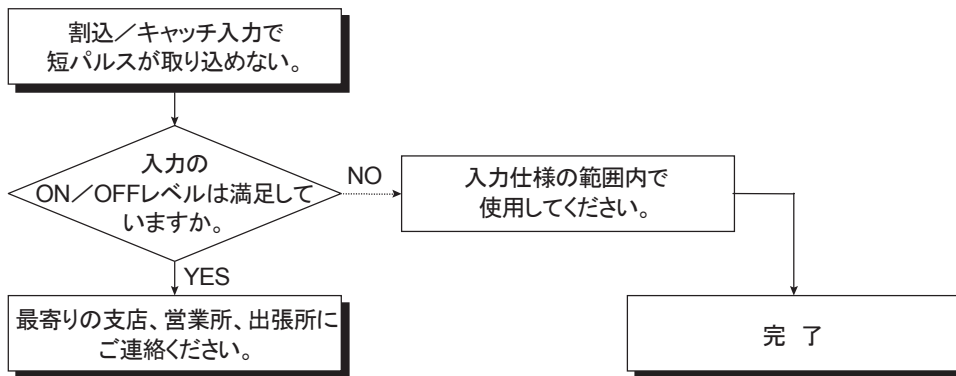 割込／キャッチ入力で
短パルスが取り込めない。
入力の
ON／OFFレベルは満足して
いますか。
NO
入力仕様の範囲内で
使用してください。
YES
最寄りの支店、営業所、出張所に
ご連絡ください。
完 了